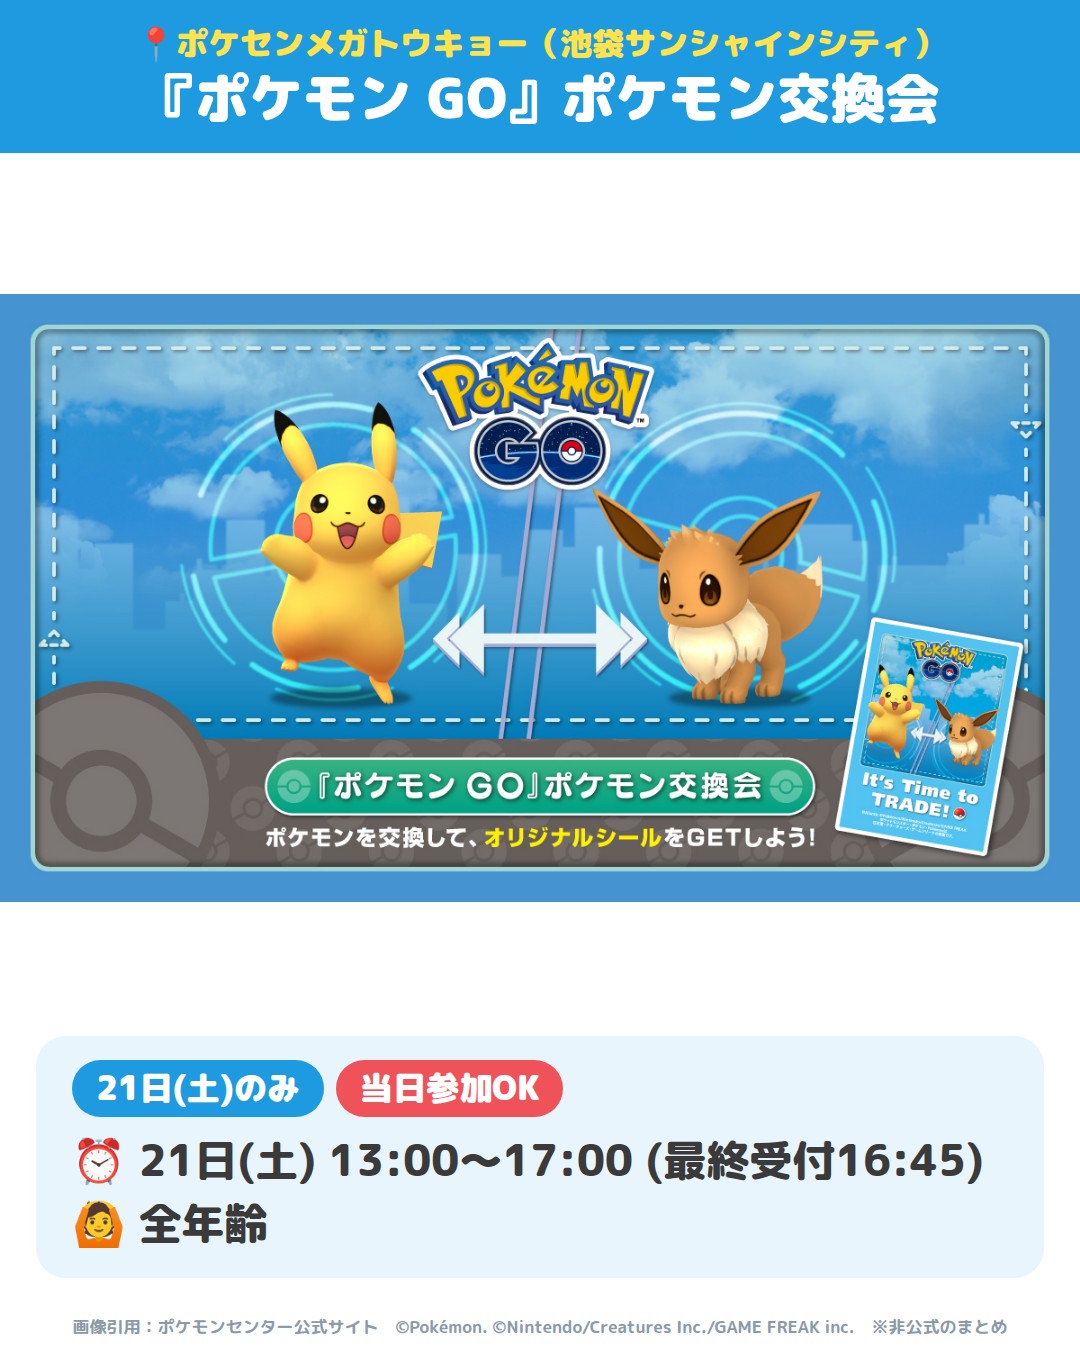 ポケセンメガトウキョー（池袋サンシャインシティ）
『ポケモン GO』ポケモン交換会
POKéMON
GO
『ポケモン GO』ポケモン交換会
ポケモンを交換して、オリジナルシールをGETしよう!
POKéMON
GO
It's Time to
TRADE!
21日(土)のみ 当日参加OK
21日(土) 13:00〜17:00 (最終受付16:45)
全年齢
画像引用：ポケモンセンター公式サイト ©Pokémon. ©Nintendo/Creatures Inc./GAME FREAK inc. ※非公式のまとめ